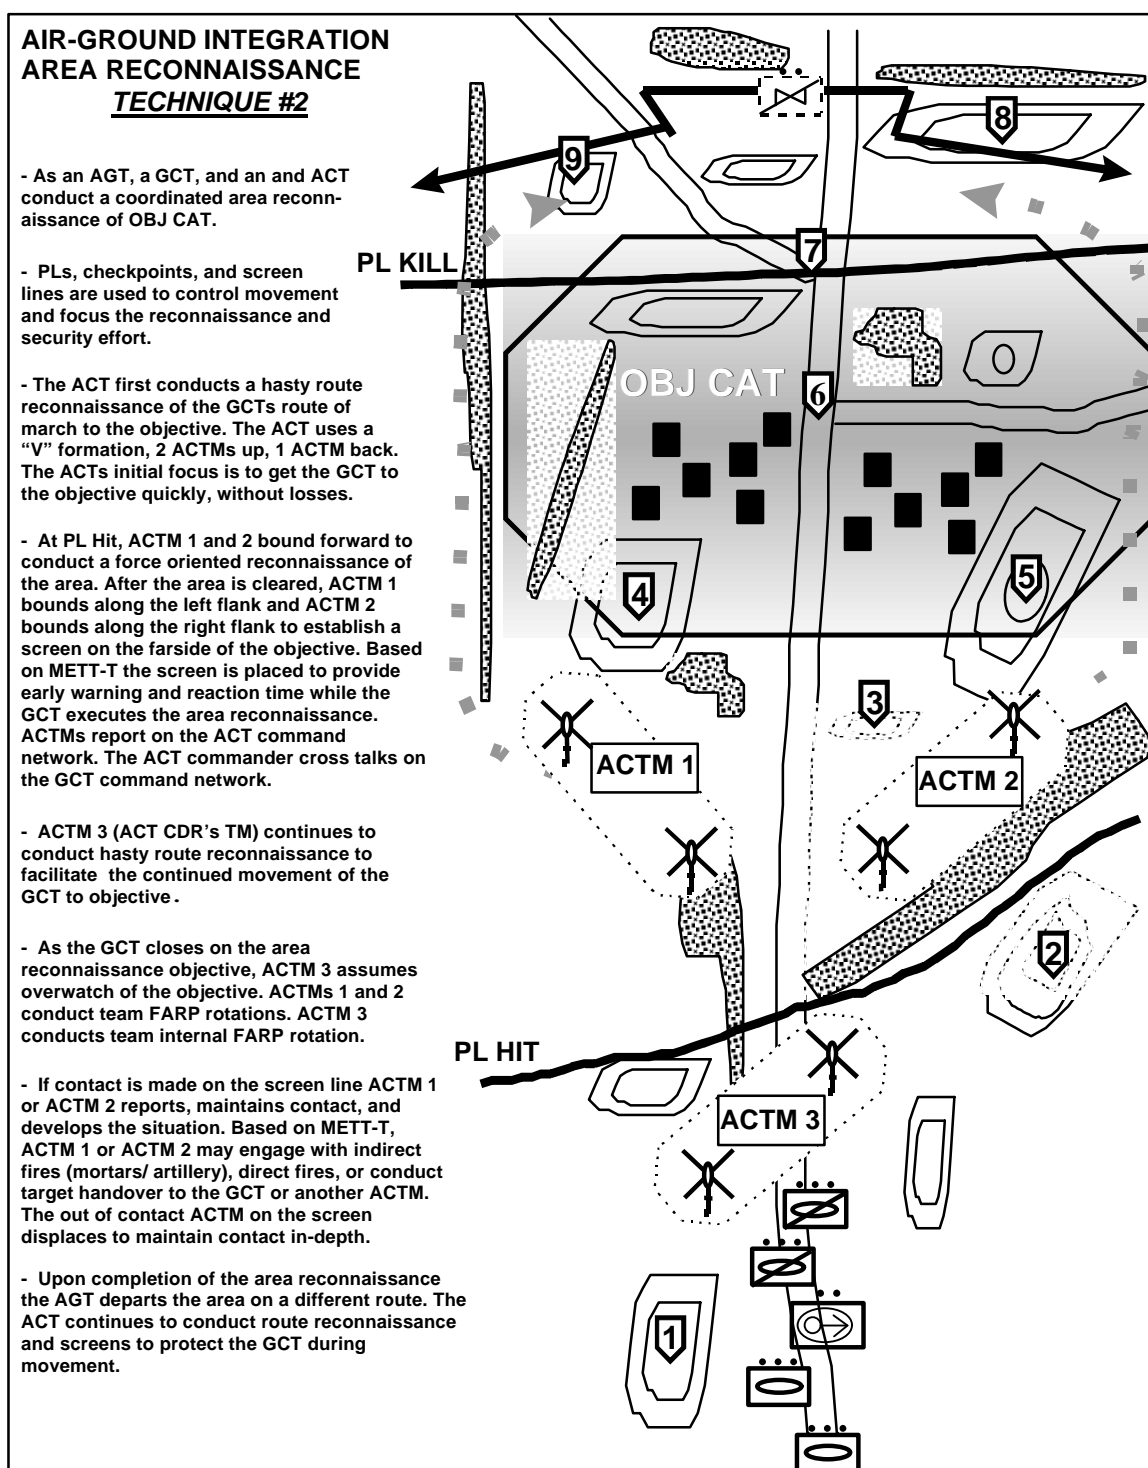 AIR-GROUND INTEGRATION
AREA RECONNAISSANCE
TECHNIQUE #2
- As an AGT, a GCT, and an and ACT
conduct a coordinated area reconn-
aissance of OBJ CAT.
- PLs, checkpoints, and screen
lines are used to control movement
and focus the reconnaissance and
security effort.
- The ACT first conducts a hasty route
reconnaissance of the GCTs route of
march to the objective. The ACT uses a
“V” formation, 2 ACTMs up, 1 ACTM back.
The ACTs initial focus is to get the GCT to
the objective quickly, without losses.
- At PL Hit, ACTM 1 and 2 bound forward to
conduct a force oriented reconnaissance of
the area. After the area is cleared, ACTM 1
bounds along the left flank and ACTM 2
bounds along the right flank to establish a
screen on the farside of the objective. Based
on METT-T the screen is placed to provide
early warning and reaction time while the
GCT executes the area reconnaissance.
ACTMs report on the ACT command
network. The ACT commander cross talks on
the GCT command network.
- ACTM 3 (ACT CDR’s TM) continues to
conduct hasty route reconnaissance to
facilitate the continued movement of the
GCT to objective.
- As the GCT closes on the area
reconnaissance objective, ACTM 3 assumes
overwatch of the objective. ACTMs 1 and 2
conduct team FARP rotations. ACTM 3
conducts team internal FARP rotation.
- If contact is made on the screen line ACTM 1
or ACTM 2 reports, maintains contact, and
develops the situation. Based on METT-T,
ACTM 1 or ACTM 2 may engage with indirect
fires (mortars/ artillery), direct fires, or conduct
target handover to the GCT or another ACTM.
The out of contact ACTM on the screen
displaces to maintain contact in-depth.
- Upon completion of the area reconnaissance
the AGT departs the area on a different route. The
ACT continues to conduct route reconnaissance
and screens to protect the GCT during
movement.
8
9
7
PL KILL
OBJ CAT
6
4
5
3
ACTM 1
ACTM 2
2
PL HIT
ACTM 3
1